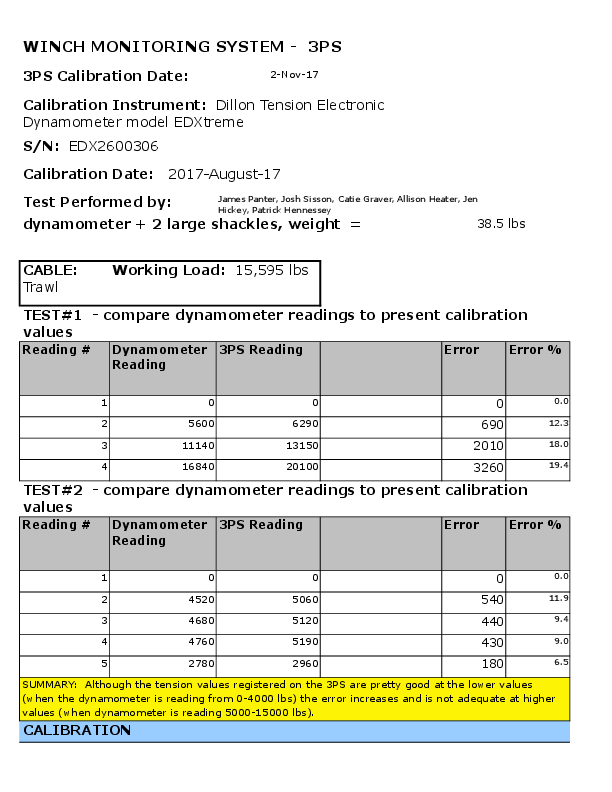 WINCH MONITORING SYSTEM -  3PS
3PS Calibration Date: 2-Nov-17
Calibration Instrument: Dillon Tension Electronic
Dynamometer model EDXtreme
S/N: EDX2600306
Calibration Date: 2017-August-17
Test Performed by: James Panter, Josh Sisson, Catie Graver, Allison Heater, Jen
Hickey, Patrick Hennessey
dynamometer + 2 large shackles, weight = 38.5 lbs
CABLE: Working Load: 15,595 lbs
Trawl
TEST#1 - compare dynamometer readings to present calibration
values
Reading # Dynamometer 3PS Reading Error Error %
Reading
1 0 0 0 0.0
2 5600 6290 690 12.3
3 11140 13150 2010 18.0
4 16840 20100 3260 19.4
TEST#2 - compare dynamometer readings to present calibration
values
Reading # Dynamometer 3PS Reading Error Error %
Reading
1 0 0 0 0.0
2 4520 5060 540 11.9
3 4680 5120 440 9.4
4 4760 5190 430 9.0
5 2780 2960 180 6.5
SUMMARY: Although the tension values registered on the 3PS are pretty good at the lower values
(when the dynamometer is reading from 0-4000 lbs) the error increases and is not adequate at higher
values (when dynamometer is reading 5000-15000 lbs).
CALIBRATION